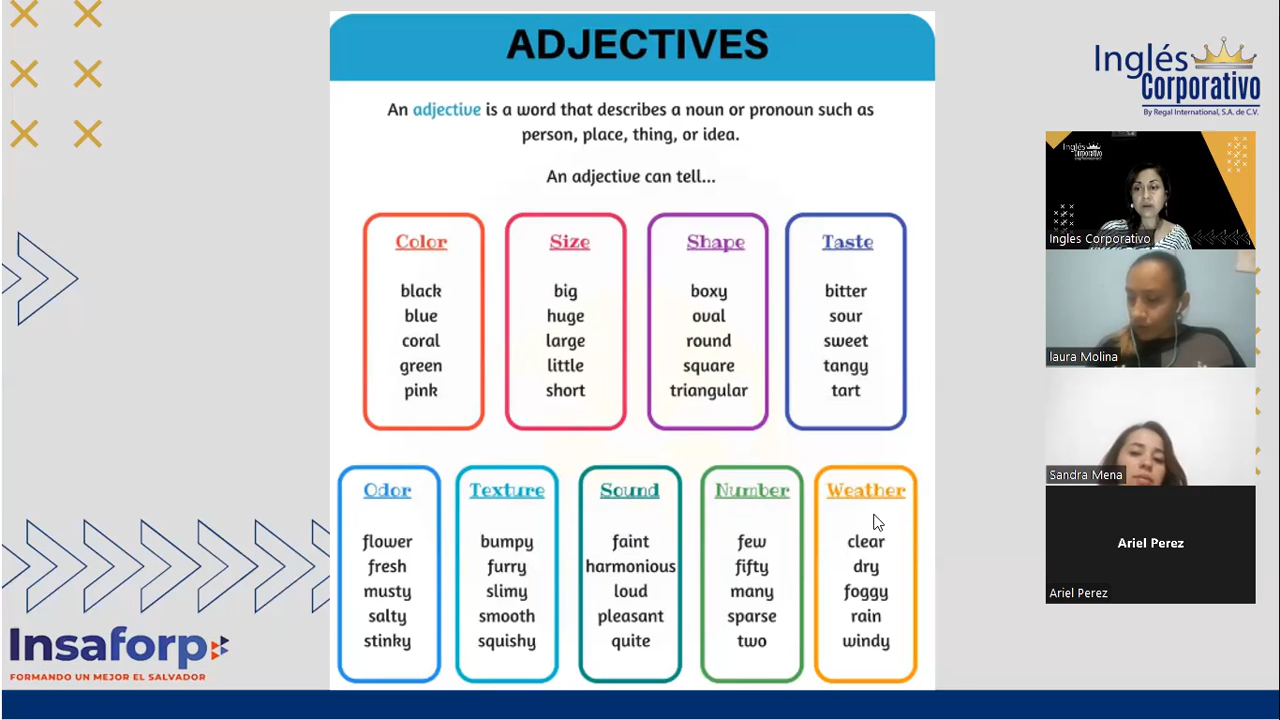 ADJECTIVES
An adjective is a word that describes a noun or pronoun such as
person, place, thing, or idea.
An adjective can tell...
Color
black
blue
coral
green
pink
Size
big
huge
large
little
short
Shape
boxy
oval
round
square
triangular
Taste
bitter
sour
sweet
tangy
tart
Odor
flower
fresh
musty
salty
stinky
Texture
bumpy
furry
slimy
smooth
squishy
Sound
faint
harmonious
loud
pleasant
quite
Number
few
fifty
many
sparse
two
Weather
clear
dry
foggy
rain
windy
Insaforp
FORMANDO UN MEJOR EL SALVADOR
Inglés
Corporativo
By Regal International, S.A. de C.V.
Inglés
Corporativo
Ingles Corporativo
laura Molina
Sandra Mena
Ariel Perez
Ariel Perez